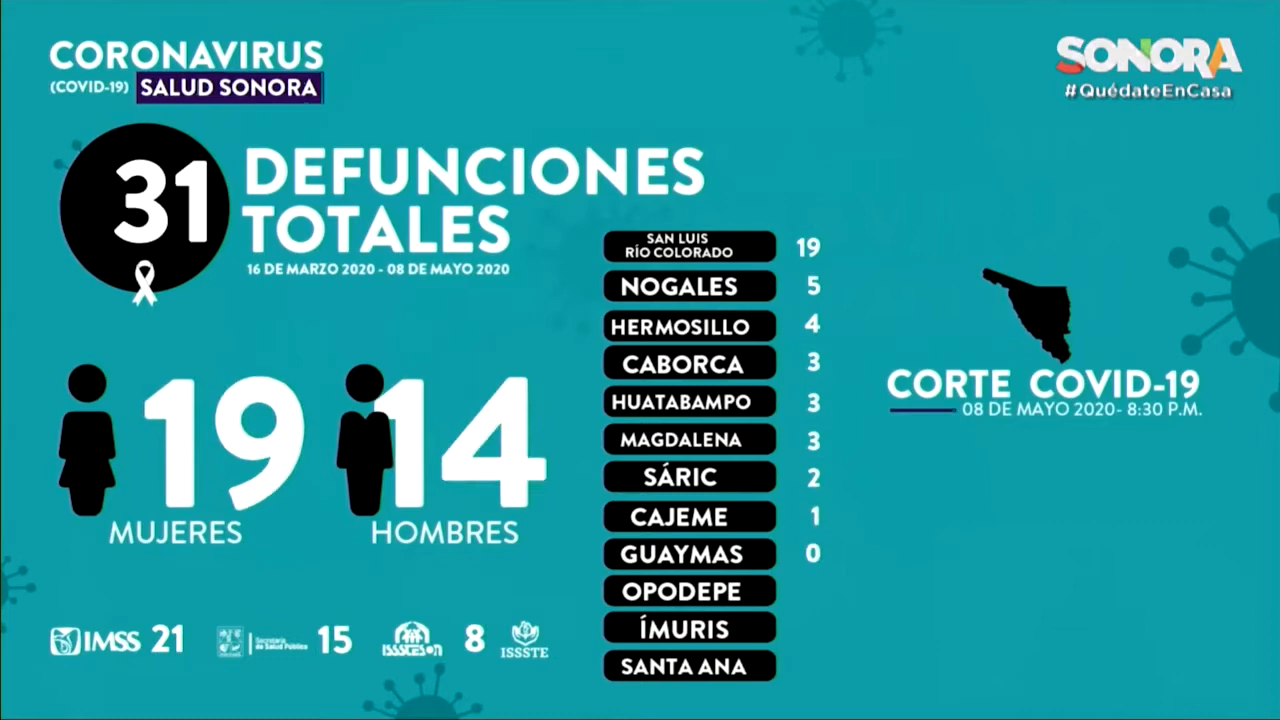 CORONAVIRUS
(COVID-19) SALUD SONORA
SONORA
#QuédateEnCasa
31 DEFUNCIONES
TOTALES
16 DE MARZO 2020 - 08 DE MAYO 2020
19
MUJERES
14
HOMBRES
SAN LUIS
RÍO COLORADO 19
NOGALES 5
HERMOSILLO 4
CABORCA 3
HUATABAMPO 3
MAGDALENA 3
SÁRIC 2
CAJEME 1
GUAYMAS 0
OPODEPE
ÍMURIS
SANTA ANA
CORTE COVID-19
08 DE MAYO 2020- 8:30 P.M.
IMSS 21
Secretaría
de Salud Pública 15
ISSSTESON 8
ISSSTE